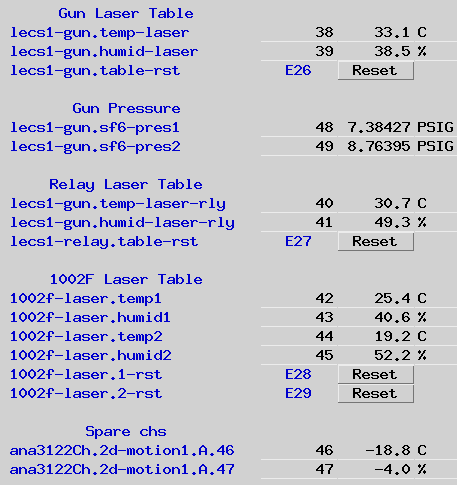 Gun Laser Table
lecs1-gun.temp-laser 38 33.1 C
lecs1-gun.humid-laser 39 38.5 %
lecs1-gun.table-rst E26 Reset
Gun Pressure
lecs1-gun.sf6-pres1 48 7.38427 PSIG
lecs1-gun.sf6-pres2 49 8.76395 PSIG
Relay Laser Table
lecs1-gun.temp-laser-rly 40 30.7 C
lecs1-gun.humid-laser-rly 41 49.3 %
lecs1-relay.table-rst E27 Reset
1002F Laser Table
1002f-laser.temp1 42 25.4 C
1002f-laser.humid1 43 40.6 %
1002f-laser.temp2 44 19.2 C
1002f-laser.humid2 45 52.2 %
1002f-laser.1-rst E28 Reset
1002f-laser.2-rst E29 Reset
Spare chs
ana3122Ch.2d-motion1.A.46 46 -18.8 C
ana3122Ch.2d-motion1.A.47 47 -4.0 %